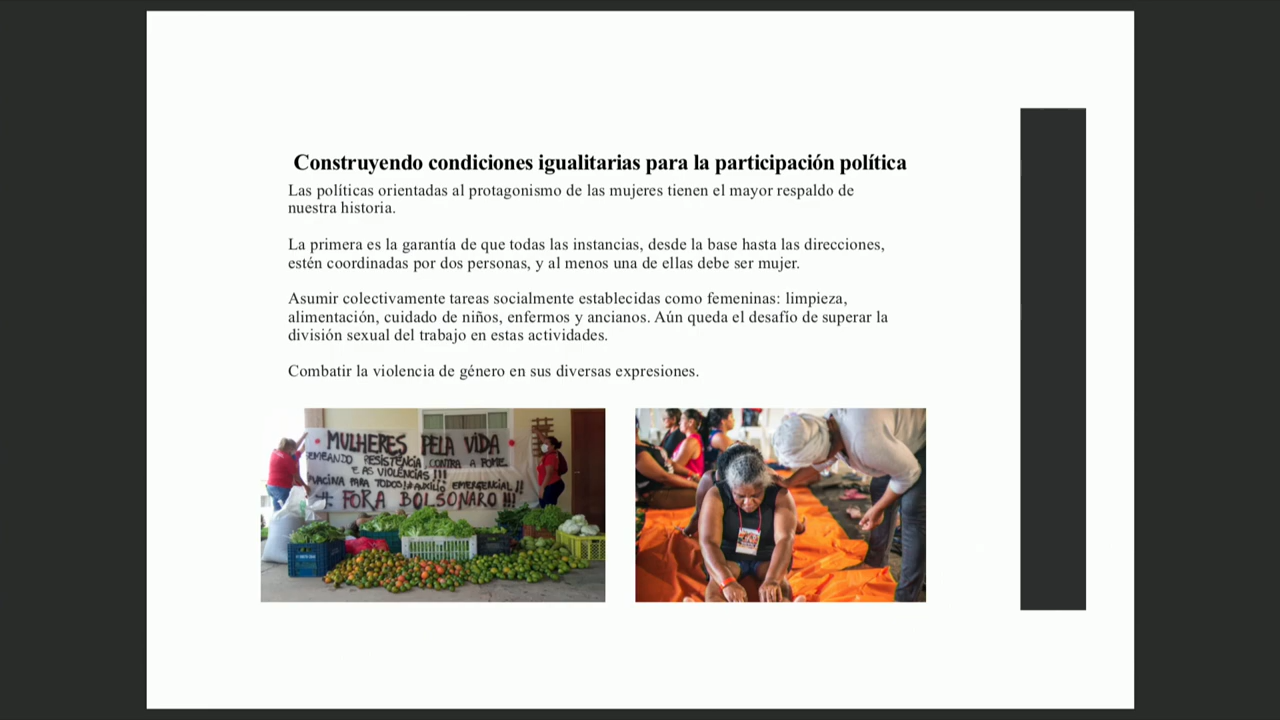 Construyendo condiciones igualitarias para la participación política
Las políticas orientadas al protagonismo de las mujeres tienen el mayor respaldo de
nuestra historia.
La primera es la garantía de que todas las instancias, desde la base hasta las direcciones,
estén coordinadas por dos personas, y al menos una de ellas debe ser mujer.
Asumir colectivamente tareas socialmente establecidas como femeninas: limpieza,
alimentación, cuidado de niños, enfermos y ancianos. Aún queda el desafío de superar la
división sexual del trabajo en estas actividades.
Combatir la violencia de género en sus diversas expresiones.
MULHERES PELA VIDA
SEMEANDO RESISTÊNCIA CONTRA A FOME
E AS VIOLÊNCIAS !!!
VACINA PARA TODOS! AUXÍLIO EMERGENCIAL !!
# FORA BOLSONARO !!!